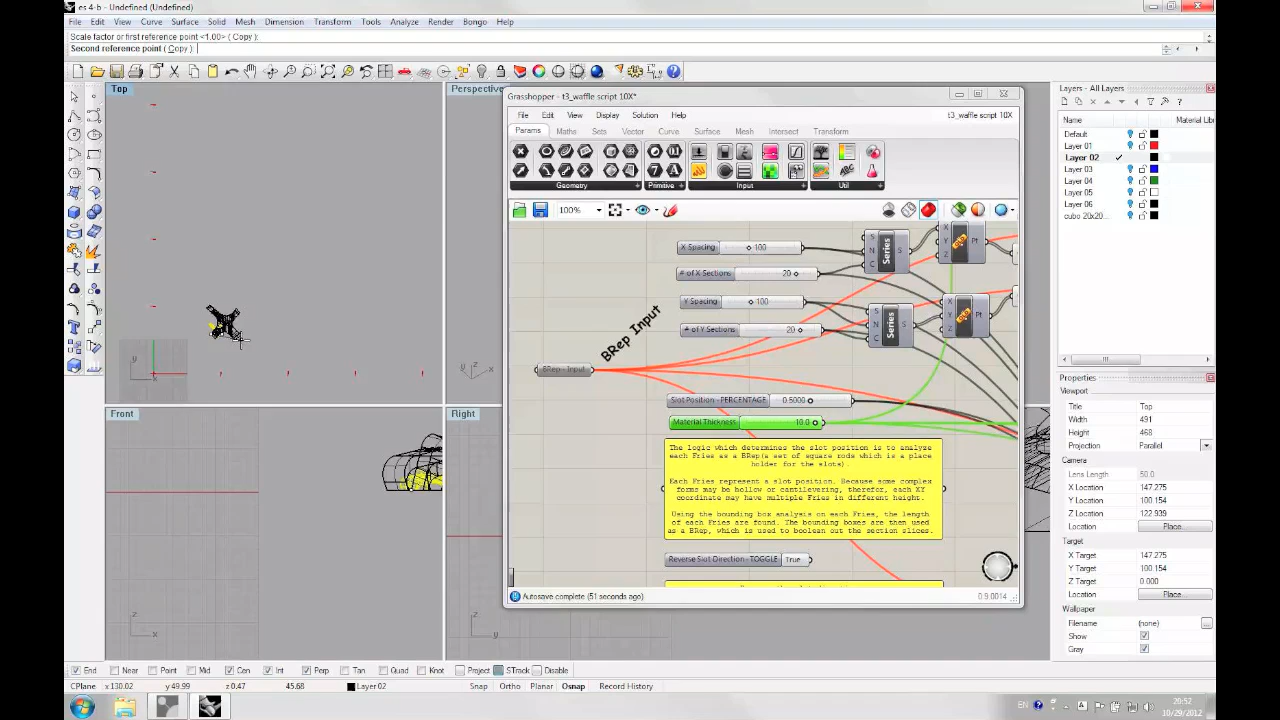 es 4-b - Undefined (Undefined)
File Edit View Curve Surface Solid Mesh Dimension Transform Tools Analyze Render Bongo Help
Scale factor or first reference point <1.00> ( Copy ):
Second reference point ( Copy ):
Top
Perspective
Front
Right
Grasshopper - t3_waffle script 10X*
File Edit View Display Solution Help
t3_waffle script 10X
Params Maths Sets Vector Curve Surface Mesh Intersect Transform
Geometry + Primitive + Input + Util +
100%
X Spacing 100
# of X Sections 20
Y Spacing 100
# of Y Sections 20
S N C Series S
X Y Z Pt
S N C Series S
X Y Z Pt
BRep Input
BRep - Input
Slot Position - PERCENTAGE 0.5000
Material Thickness 10.0
The logic which determines the slot position is to analyze
each Fries as a BRep(a set of square rods which is a place
holder for the slots).
Each Fries represent a slot position. Because some complex
forms may be hollow or cantilevering, therefor, each XY
coordinate may have multiple Fries in different height.
Using the bounding box analysis on each Fries, the length
of each Fries are found. The bounding boxes are then used
as a BRep, which is used to boolean out the section slices.
Reverse Slot Direction - TOGGLE True
Autosave complete (51 seconds ago)
0.9.0014
Layers - All Layers
Name Material Libr
Default
Layer 01
Layer 02
Layer 03
Layer 04
Layer 05
Layer 06
cubo 20x20...
Properties
Viewport
Title Top
Width 491
Height 468
Projection Parallel
Camera
Lens Length 50.0
X Location 147.275
Y Location 100.154
Z Location 122.939
Location Place...
Target
X Target 147.275
Y Target 100.154
Z Target 0.000
Location Place...
Wallpaper
Filename (none)
Show
Gray
End Near Point Mid Cen Int Perp Tan Quad Knot Project STrack Disable
CPlane x 130.02 y 49.99 z 0.47 45.68 Layer 02 Snap Ortho Planar Osnap Record History
EN
20:52
10/29/2012